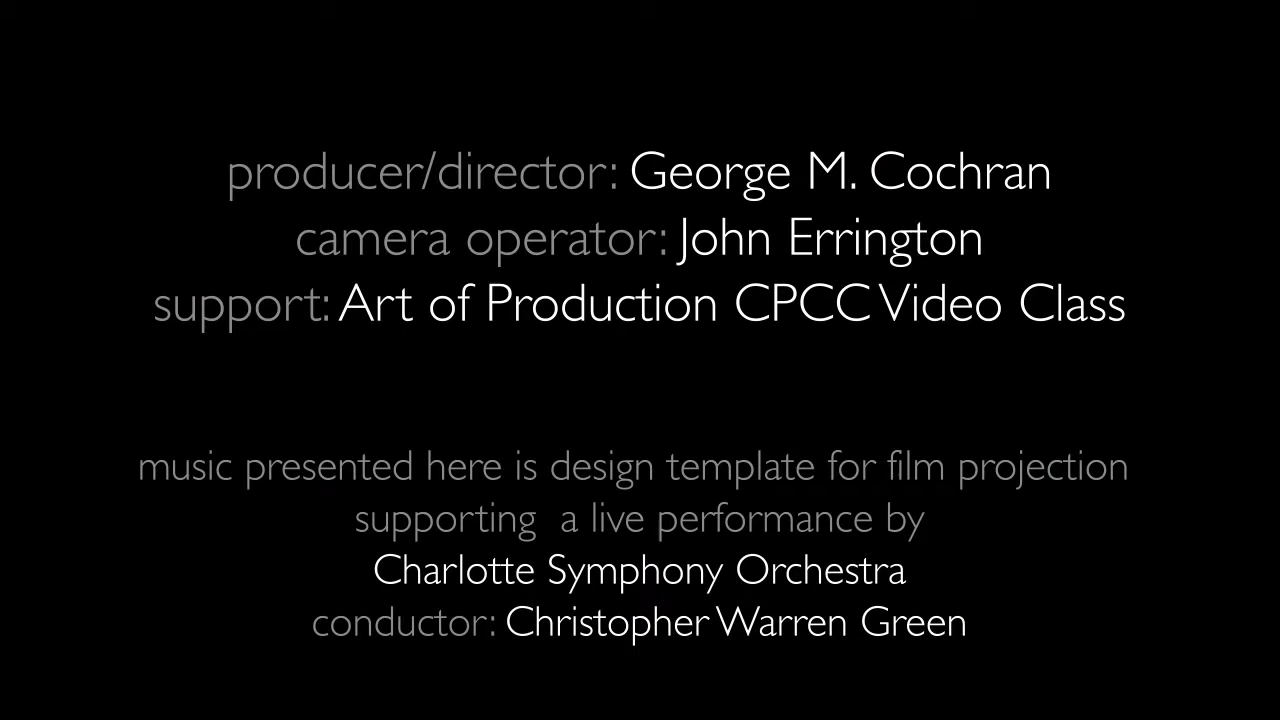 producer/director: George M. Cochran
camera operator: John Errington
support: Art of Production CPCC Video Class
music presented here is design template for film projection
supporting a live performance by
Charlotte Symphony Orchestra
conductor: Christopher Warren Green